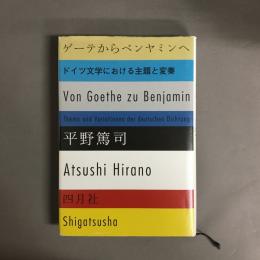 ゲーテからベンヤミンへ
ドイツ文学における主題と変奏
Von Goethe zu Benjamin
Thema und Variationen der deutschen Dichtung
平野篤司
Atsushi Hirano
四月社
Shigatsusha